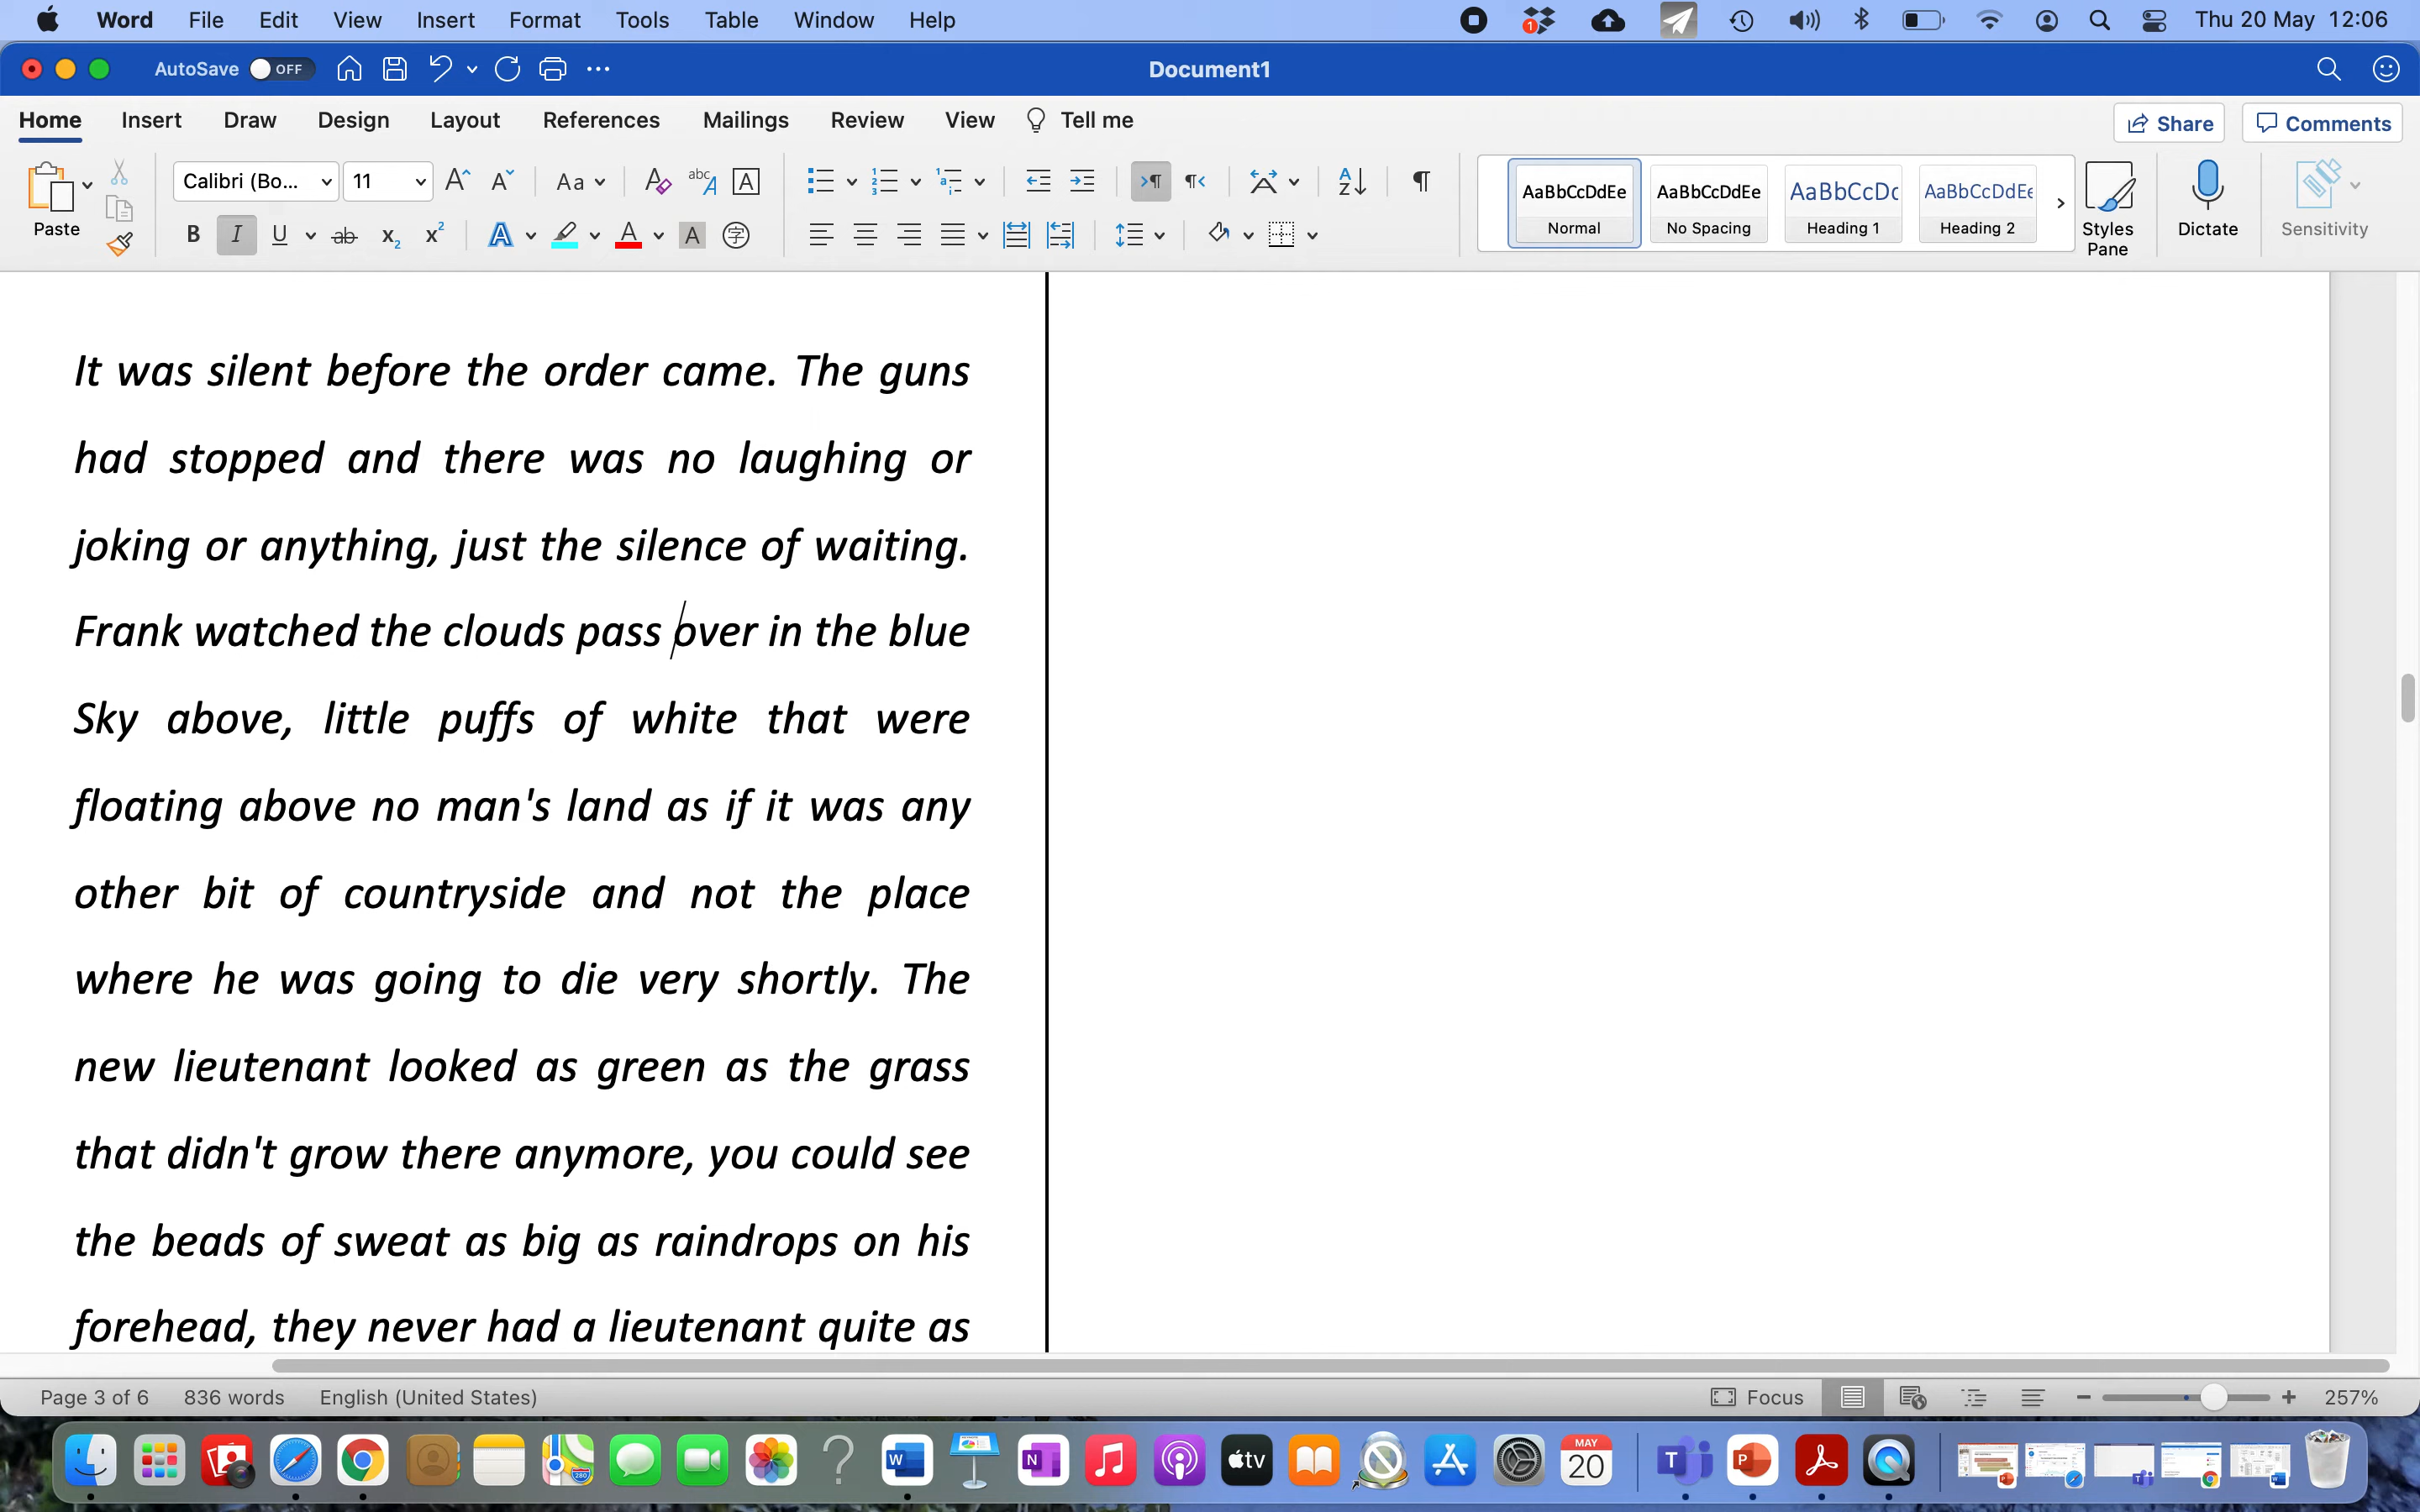 Word File Edit View Insert Format Tools Table Window Help Thu 20 May 12:06
AutoSave OFF Document1
Home Insert Draw Design Layout References Mailings Review View Tell me Share Comments
Calibri (Bo... 11 Aa AaBbCcDdEe AaBbCcDdEe AaBbCcDc AaBbCcDdEe
Paste Normal No Spacing Heading 1 Heading 2 Styles Pane Dictate Sensitivity
It was silent before the order came. The guns
had stopped and there was no laughing or
joking or anything, just the silence of waiting.
Frank watched the clouds pass over in the blue
Sky above, little puffs of white that were
floating above no man's land as if it was any
other bit of countryside and not the place
where he was going to die very shortly. The
new lieutenant looked as green as the grass
that didn't grow there anymore, you could see
the beads of sweat as big as raindrops on his
forehead, they never had a lieutenant quite as
Page 3 of 6 836 words English (United States) Focus 257%
tv MAY
20